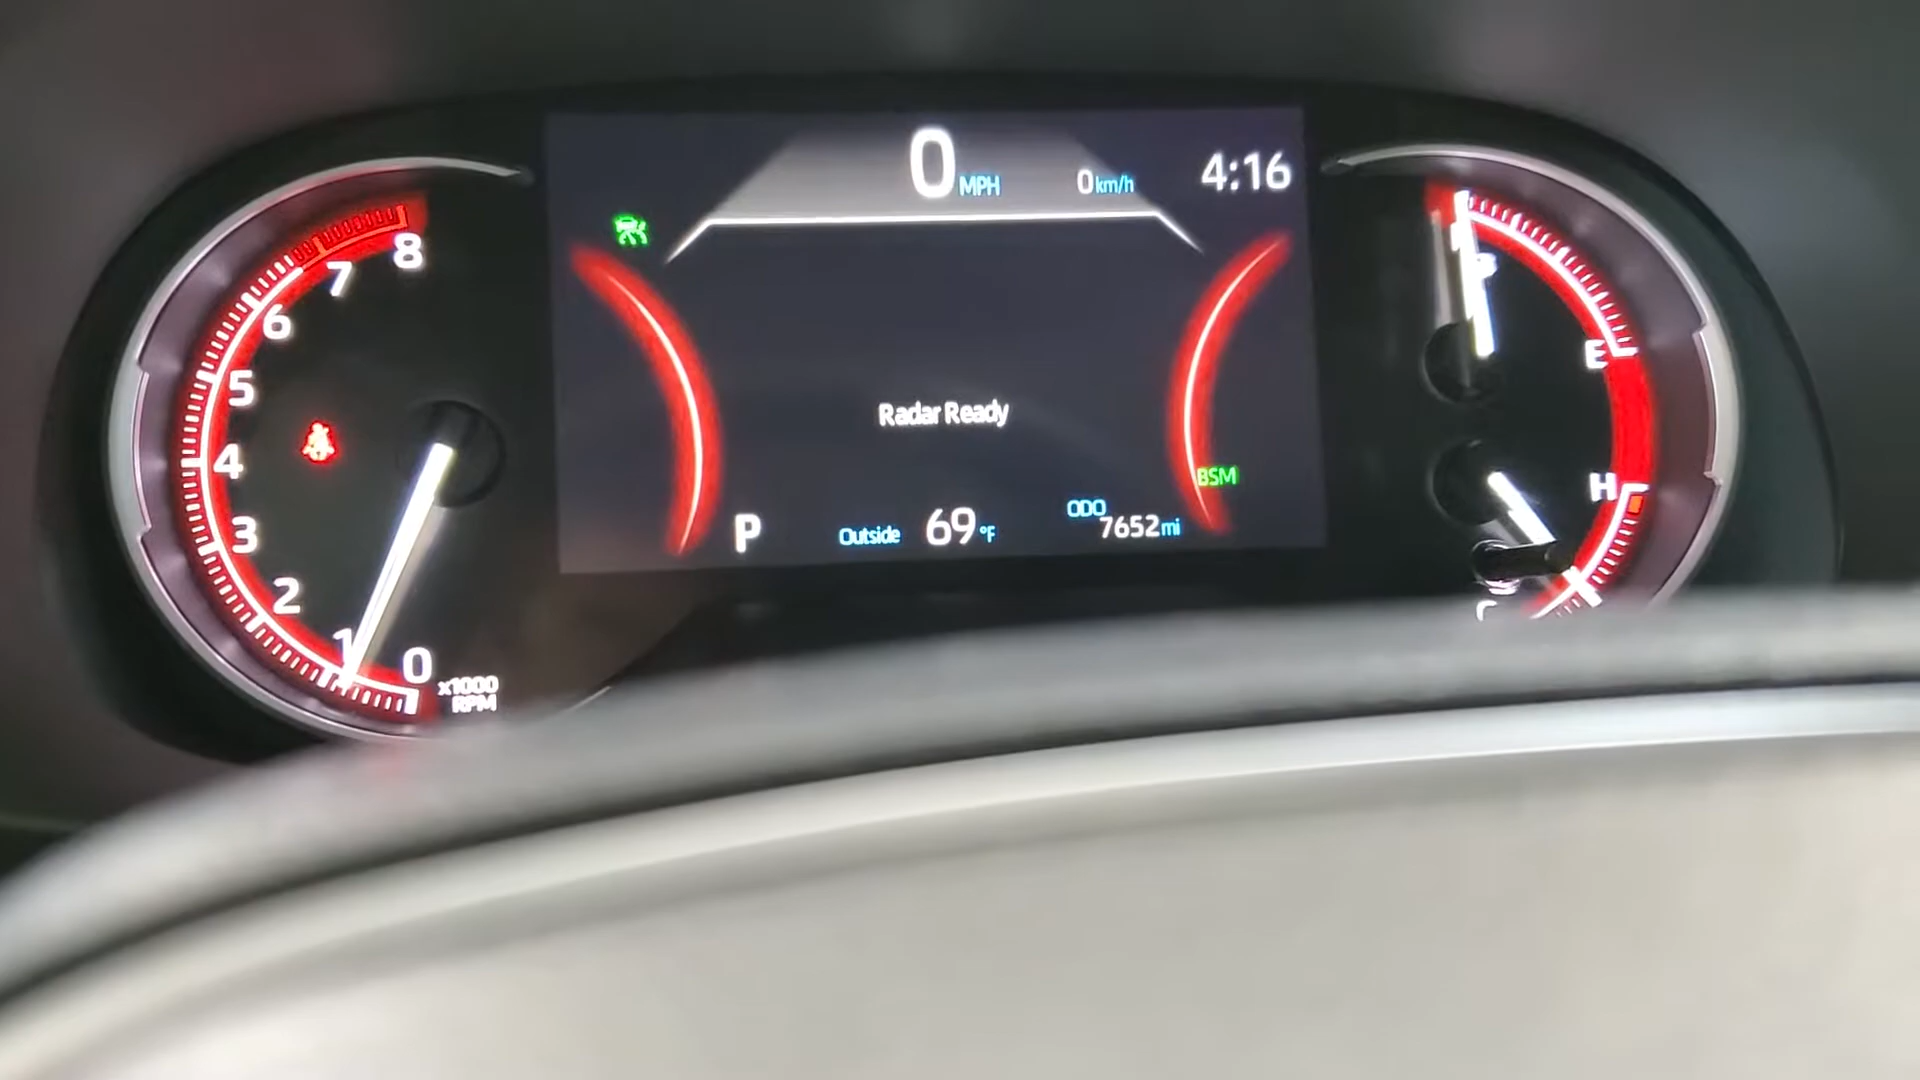 0 MPH 0 km/h 4:16
8
7
6
5
4
3
2
1
0
x1000
RPM
Radar Ready
BSM
P Outside 69 °F ODO 7652 mi
E
H